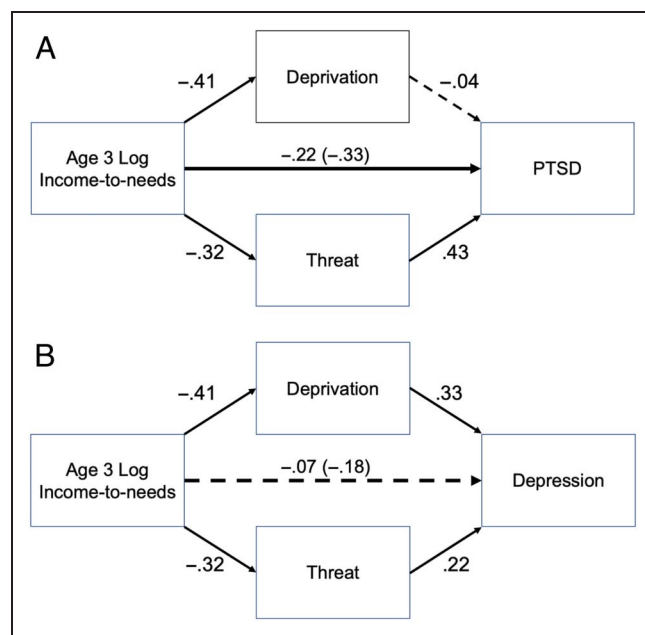 A
–.41
Deprivation
–.04
Age 3 Log
Income-to-needs
–.22 (–.33)
PTSD
–.32
Threat
.43
B
–.41
Deprivation
.33
Age 3 Log
Income-to-needs
–.07 (–.18)
Depression
–.32
Threat
.22